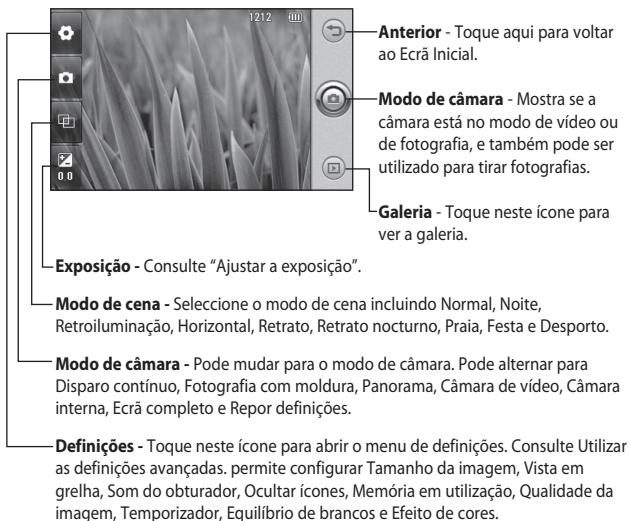 1212
0 0
Anterior - Toque aqui para voltar
ao Ecrã Inicial.
Modo de câmara - Mostra se a
câmara está no modo de vídeo ou
de fotografia, e também pode ser
utilizado para tirar fotografias.
Galeria - Toque neste ícone para
ver a galeria.
Exposição - Consulte “Ajustar a exposição”.
Modo de cena - Seleccione o modo de cena incluindo Normal, Noite,
Retroiluminação, Horizontal, Retrato, Retrato nocturno, Praia, Festa e Desporto.
Modo de câmara - Pode mudar para o modo de câmara. Pode alternar para
Disparo contínuo, Fotografia com moldura, Panorama, Câmara de vídeo, Câmara
interna, Ecrã completo e Repor definições.
Definições - Toque neste ícone para abrir o menu de definições. Consulte Utilizar
as definições avançadas. permite configurar Tamanho da imagem, Vista em
grelha, Som do obturador, Ocultar ícones, Memória em utilização, Qualidade da
imagem, Temporizador, Equilíbrio de brancos e Efeito de cores.